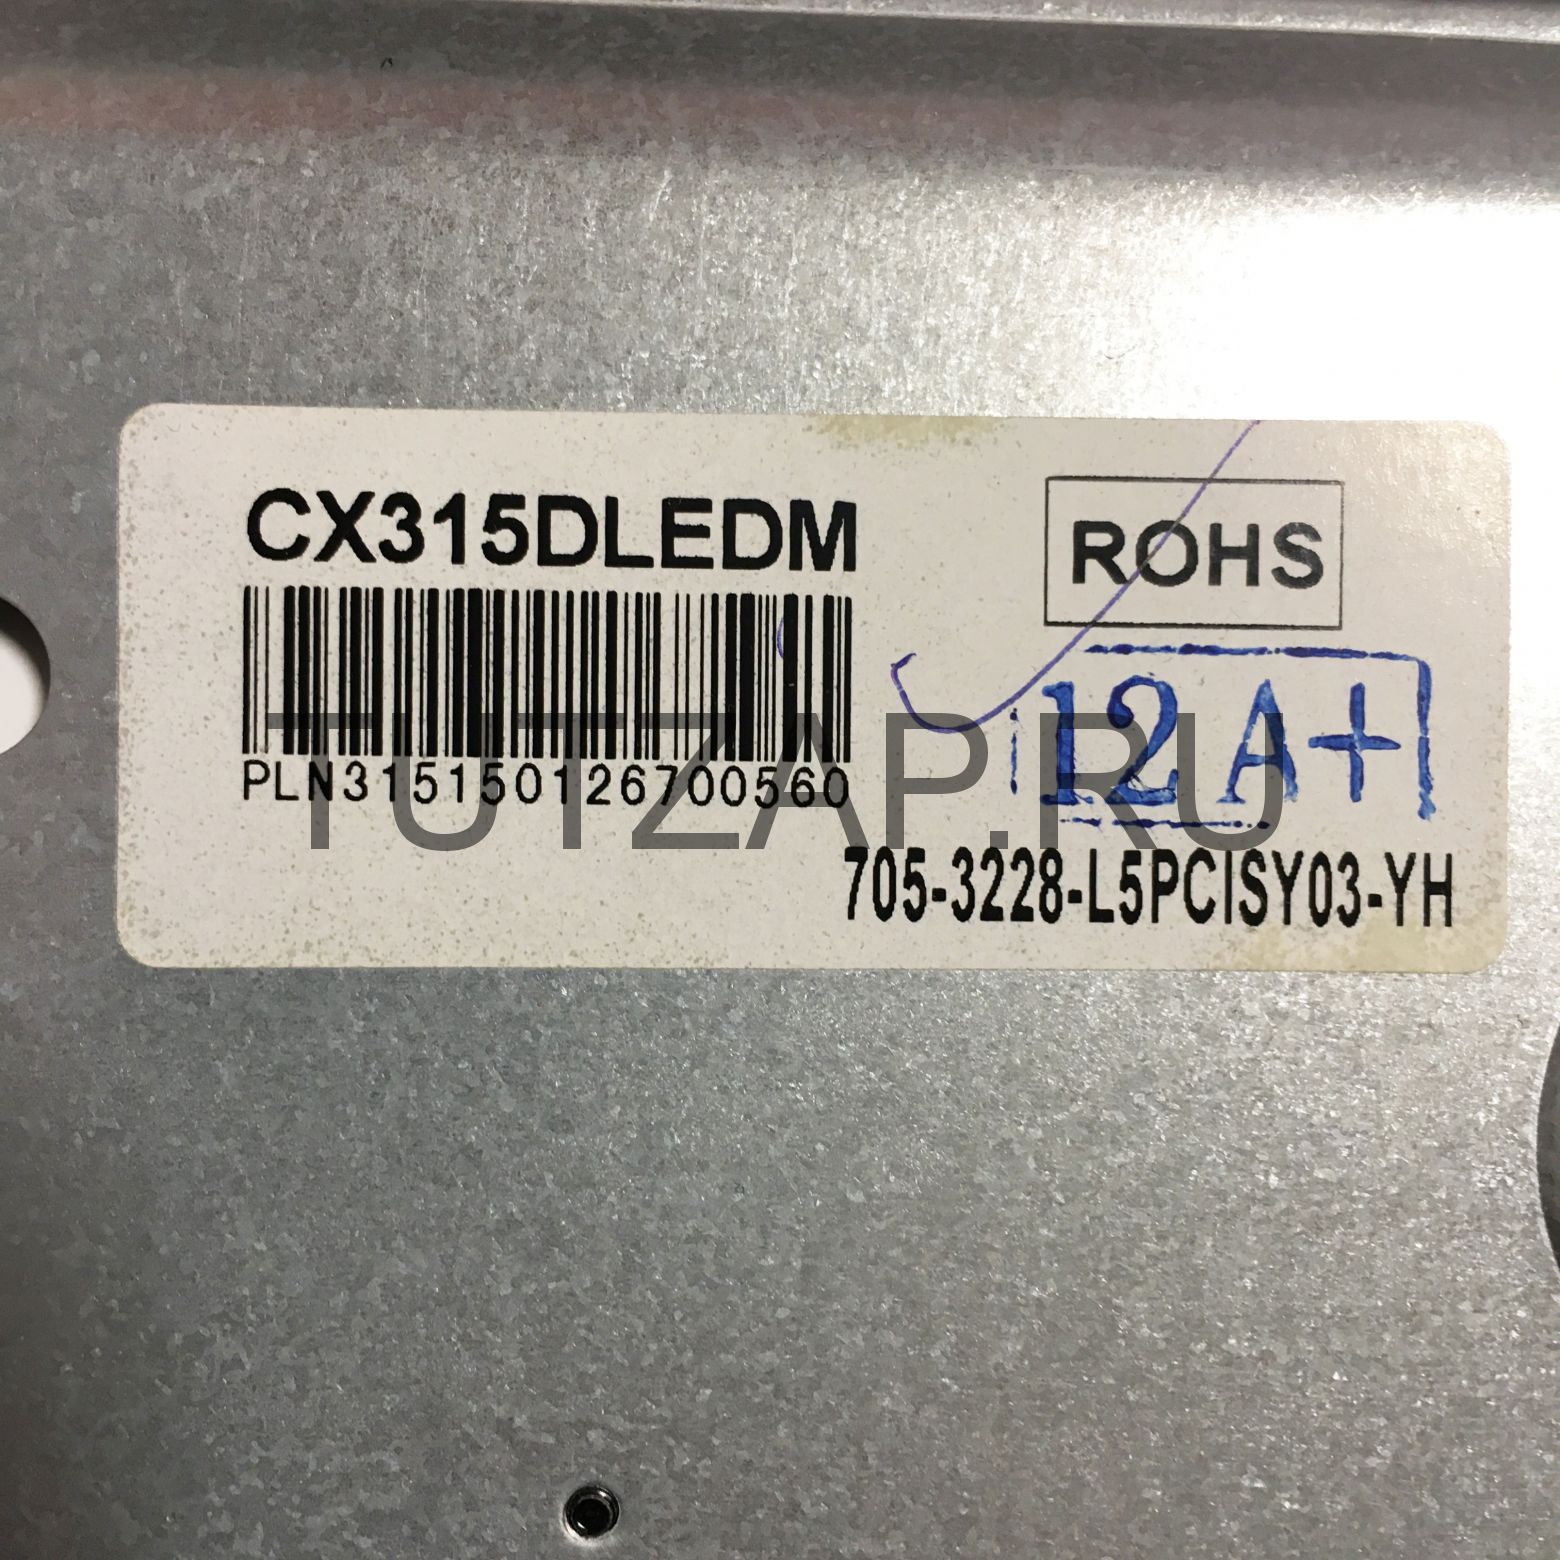 CX315DLEDM
ROHS
PLN315150126700560
12A+
TUTZAP.RU
705-3228-L5PCISY03-YH